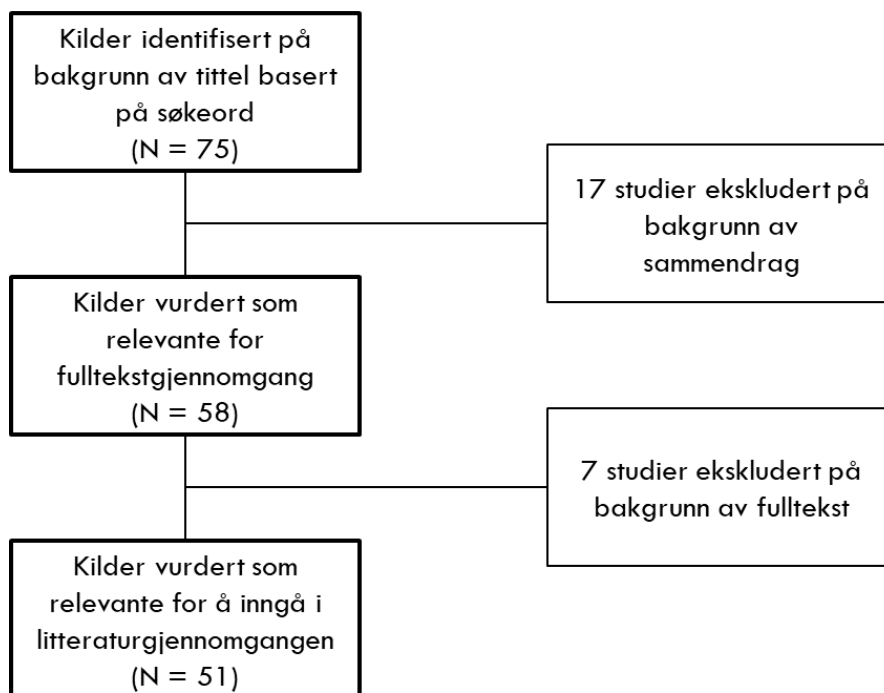 Kilder identifisert på
bakgrunn av tittel basert
på søkeord
(N = 75)
17 studier ekskludert på
bakgrunn av
sammendrag
Kilder vurdert som
relevante for
fulltekstgjennomgang
(N = 58)
7 studier ekskludert på
bakgrunn av fulltekst
Kilder vurdert som
relevante for å inngå i
litteraturgjennomgangen
(N = 51)